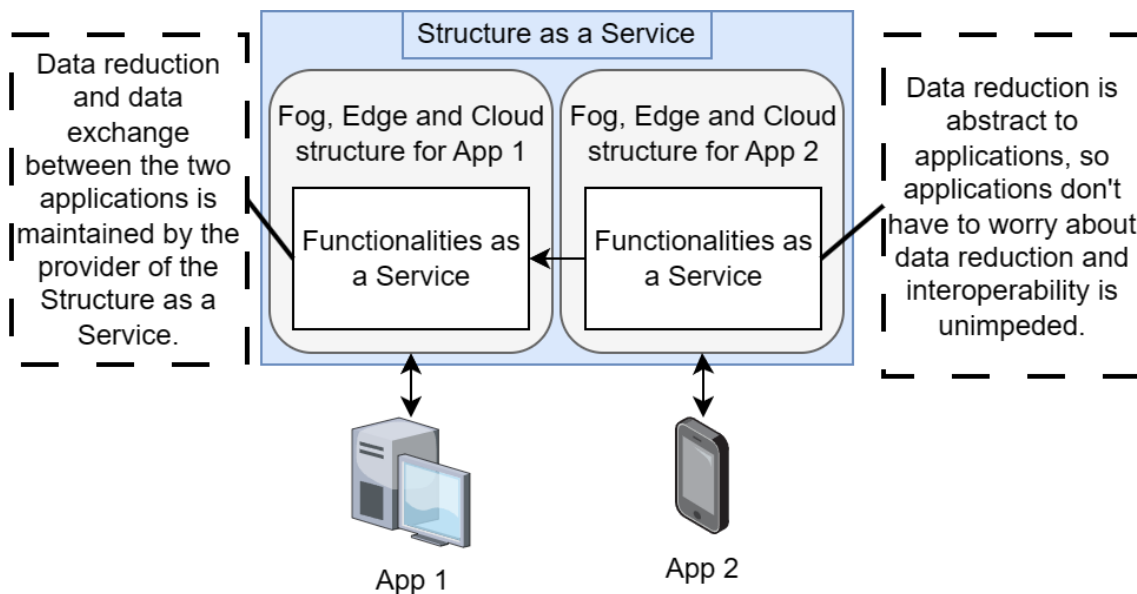 Structure as a Service
Data reduction
and data
exchange
between the two
applications is
maintained by the
provider of the
Structure as a
Service.
Fog, Edge and Cloud
structure for App 1
Functionalities as
a Service
Fog, Edge and Cloud
structure for App 2
Functionalities as
a Service
Data reduction is
abstract to
applications, so
applications don't
have to worry about
data reduction and
interoperability is
unimpeded.
App 1
App 2